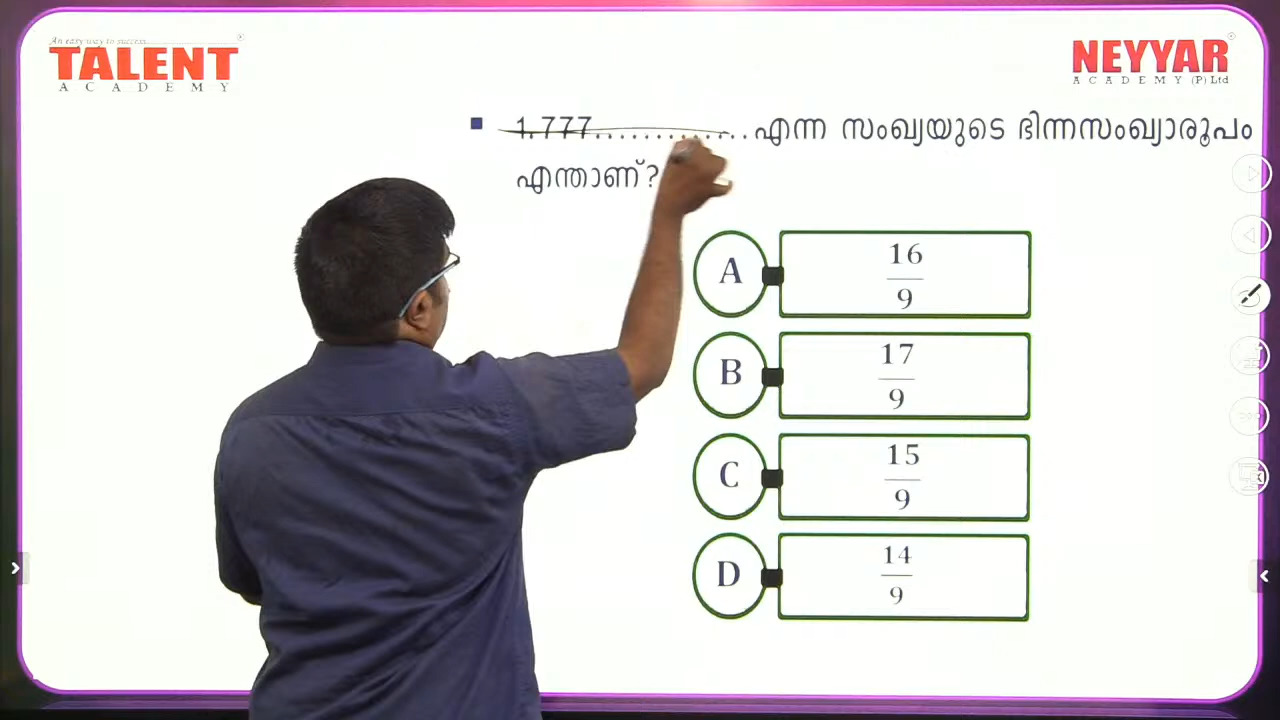 An easy way to success
TALENT
ACADEMY
NEYYAR
ACADEMY (P) Ltd
1.777.............എന്ന സംഖ്യയുടെ ഭിന്നസംഖ്യാരൂപം
എന്താണ്?
A
16
9
B
17
9
C
15
9
D
14
9